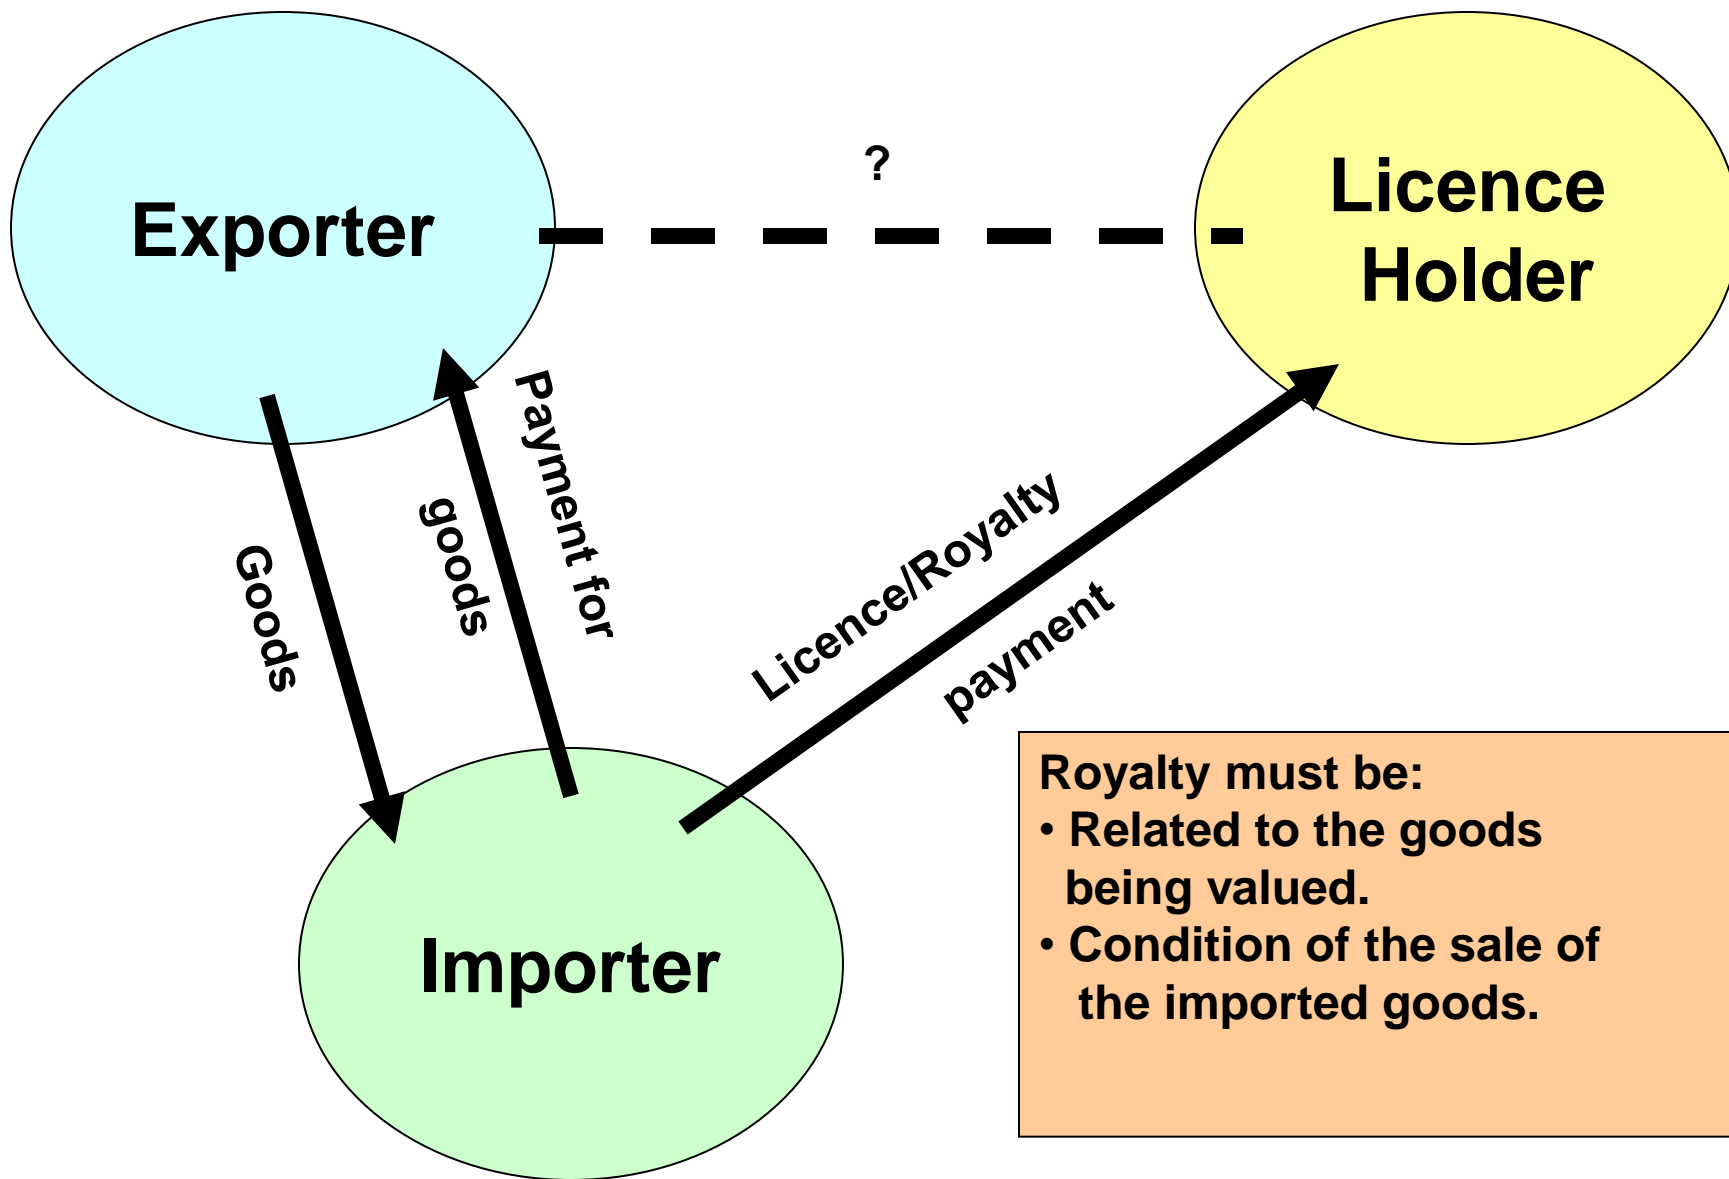 Exporter
?
Licence
Holder
Payment for
goods
Goods
Licence/Royalty
payment
Importer
Royalty must be:
• Related to the goods
being valued.
• Condition of the sale of
the imported goods.